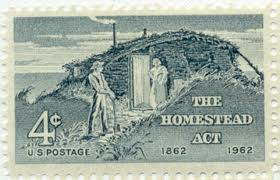 THE
HOMESTEAD
ACT
4¢
U.S. POSTAGE
1862 1962